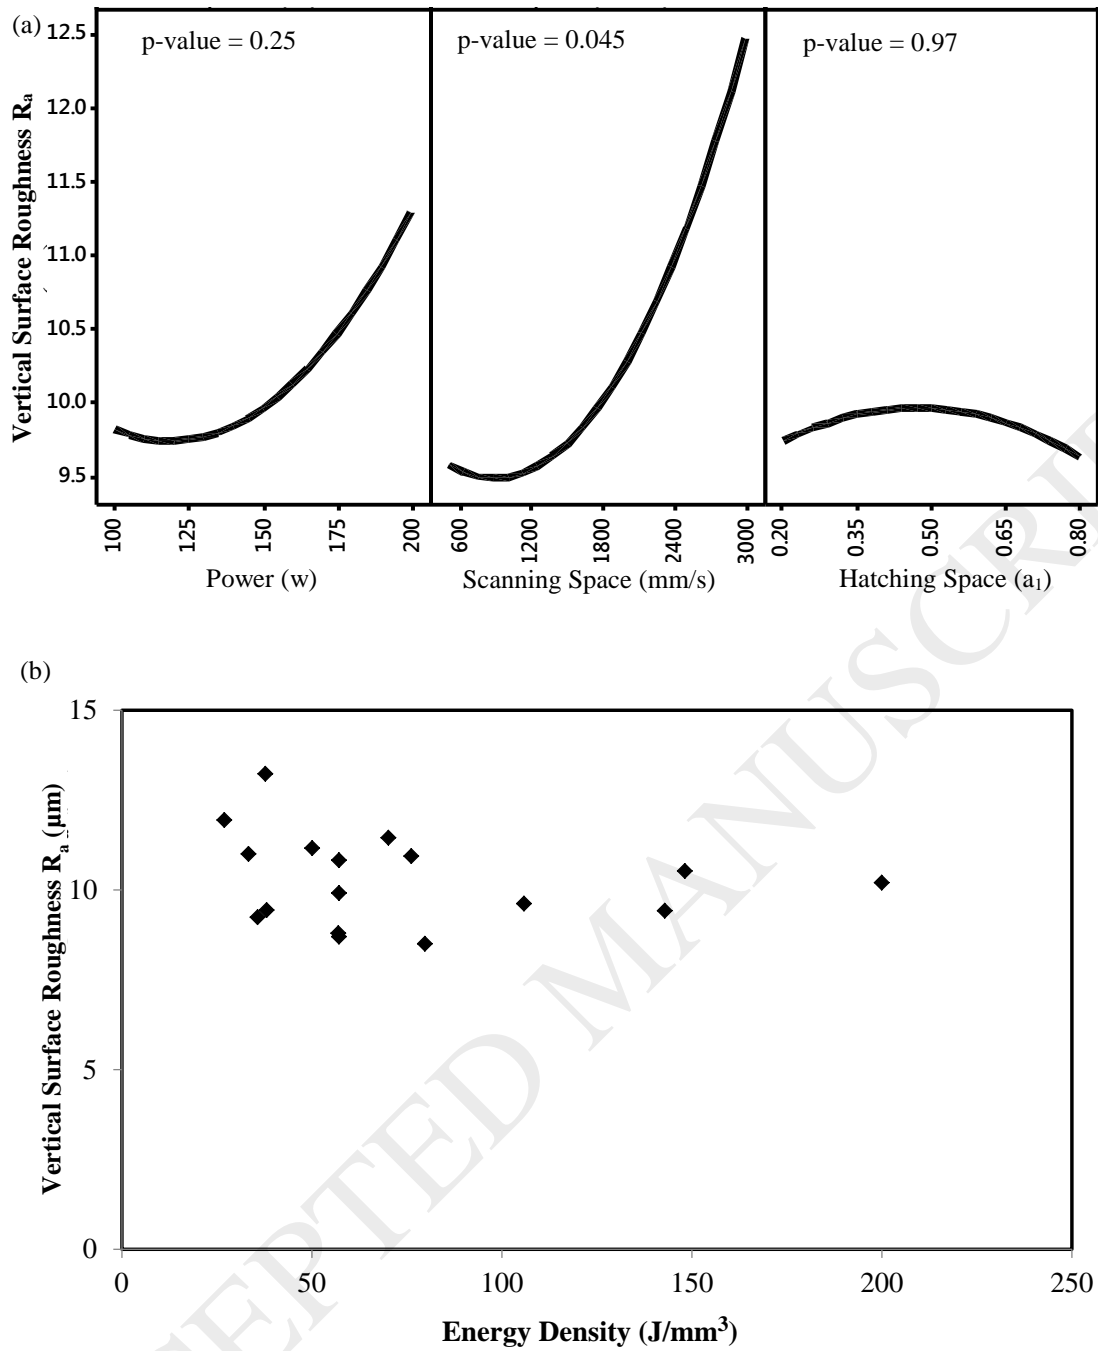 (a)
p-value = 0.25
p-value = 0.045
p-value = 0.97
Vertical Surface Roughness Ra
12.5
12.0
11.5
11.0
10.5
10.0
9.5
100 125 150 175 200
600 1200 1800 2400 3000
0.20 0.35 0.50 0.65 0.80
Power (w)
Scanning Space (mm/s)
Hatching Space (a1)
(b)
Vertical Surface Roughness Ra (µm)
15
10
5
0
0 50 100 150 200 250
Energy Density (J/mm³)
EPTED MANUSCRI